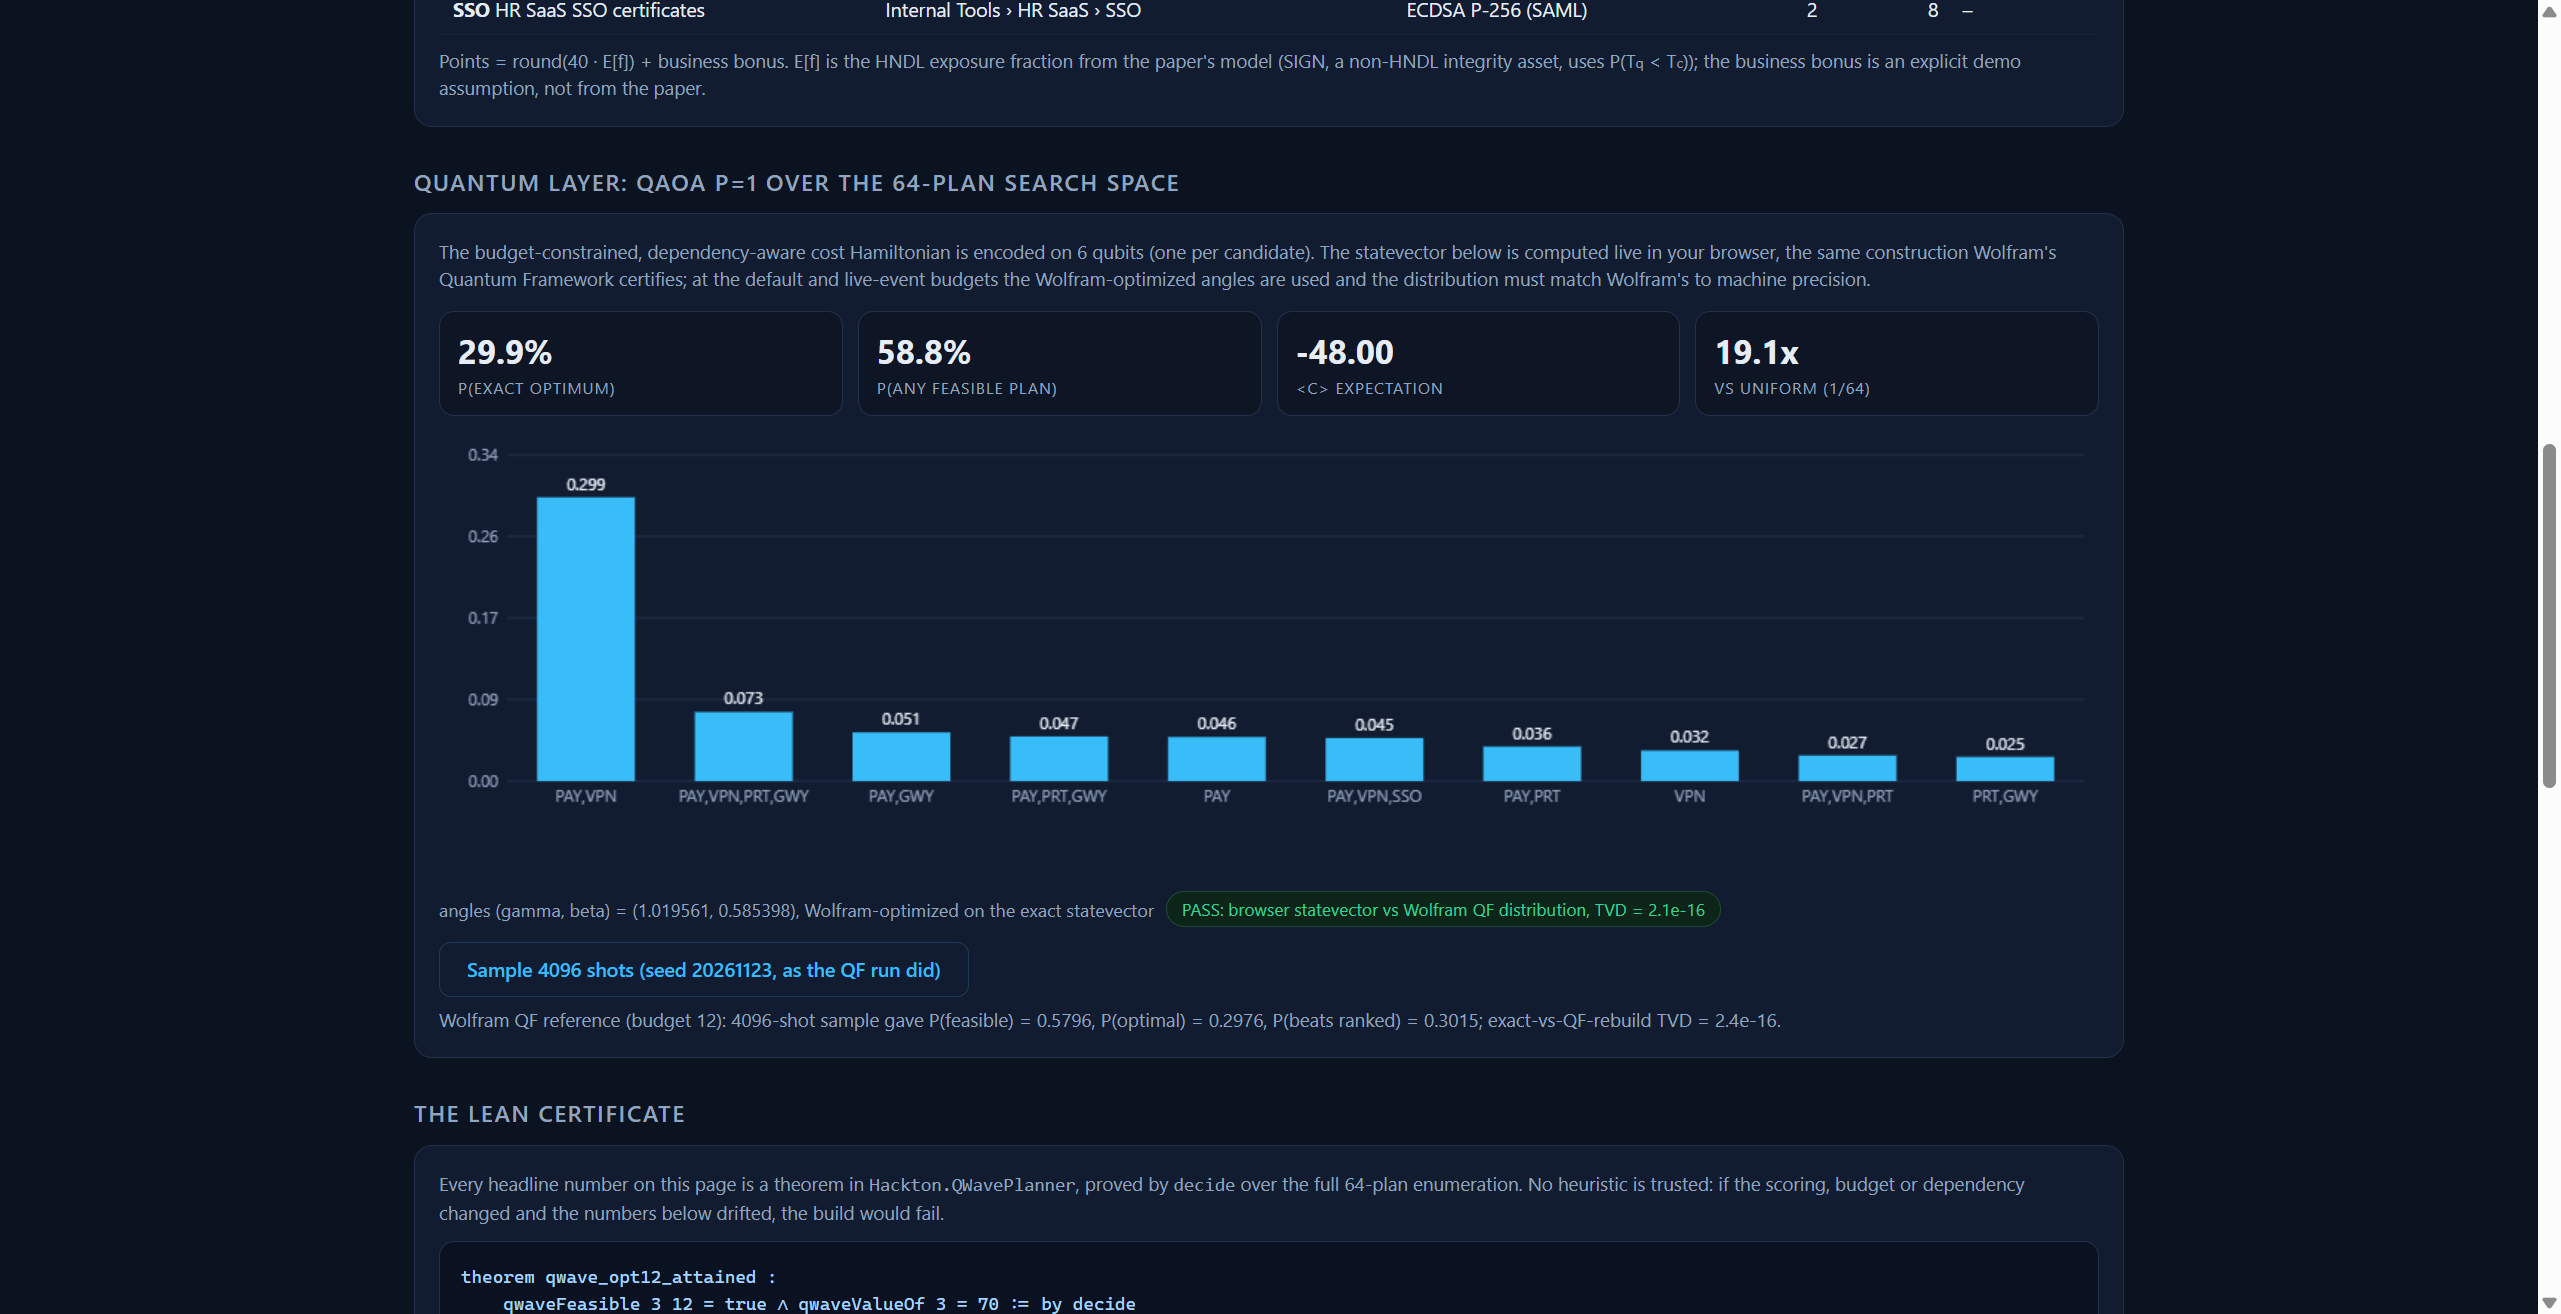 SSO HR SaaS SSO certificates Internal Tools › HR SaaS › SSO ECDSA P-256 (SAML) 2 8 –
Points = round(40 · E[f]) + business bonus. E[f] is the HNDL exposure fraction from the paper's model (SIGN, a non-HNDL integrity asset, uses P(Tq < Tc)); the business bonus is an explicit demo
assumption, not from the paper.
QUANTUM LAYER: QAOA P=1 OVER THE 64-PLAN SEARCH SPACE
The budget-constrained, dependency-aware cost Hamiltonian is encoded on 6 qubits (one per candidate). The statevector below is computed live in your browser, the same construction Wolfram's
Quantum Framework certifies; at the default and live-event budgets the Wolfram-optimized angles are used and the distribution must match Wolfram's to machine precision.
29.9% 58.8% -48.00 19.1x
P(EXACT OPTIMUM) P(ANY FEASIBLE PLAN) <C> EXPECTATION VS UNIFORM (1/64)
0.34
0.299
0.26
0.17
0.09
0.073
0.051
0.047
0.046
0.045
0.036
0.032
0.027
0.025
0.00
PAY,VPN PAY,VPN,PRT,GWY PAY,GWY PAY,PRT,GWY PAY PAY,VPN,SSO PAY,PRT VPN PAY,VPN,PRT PRT,GWY
angles (gamma, beta) = (1.019561, 0.585398), Wolfram-optimized on the exact statevector PASS: browser statevector vs Wolfram QF distribution, TVD = 2.1e-16
Sample 4096 shots (seed 20261123, as the QF run did)
Wolfram QF reference (budget 12): 4096-shot sample gave P(feasible) = 0.5796, P(optimal) = 0.2976, P(beats ranked) = 0.3015; exact-vs-QF-rebuild TVD = 2.4e-16.
THE LEAN CERTIFICATE
Every headline number on this page is a theorem in Hackton.QWavePlanner, proved by decide over the full 64-plan enumeration. No heuristic is trusted: if the scoring, budget or dependency
changed and the numbers below drifted, the build would fail.
theorem qwave_opt12_attained :
qwaveFeasible 3 12 = true ∧ qwaveValueOf 3 = 70 := by decide